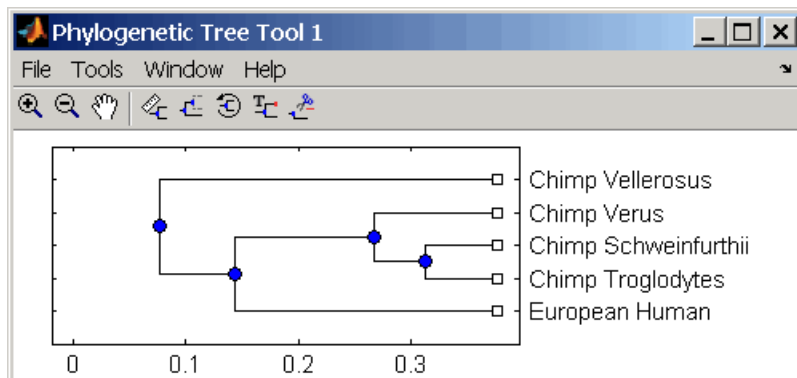 Phylogenetic Tree Tool 1
File Tools Window Help
Chimp Vellerosus
Chimp Verus
Chimp Schweinfurthii
Chimp Troglodytes
European Human
0 0.1 0.2 0.3